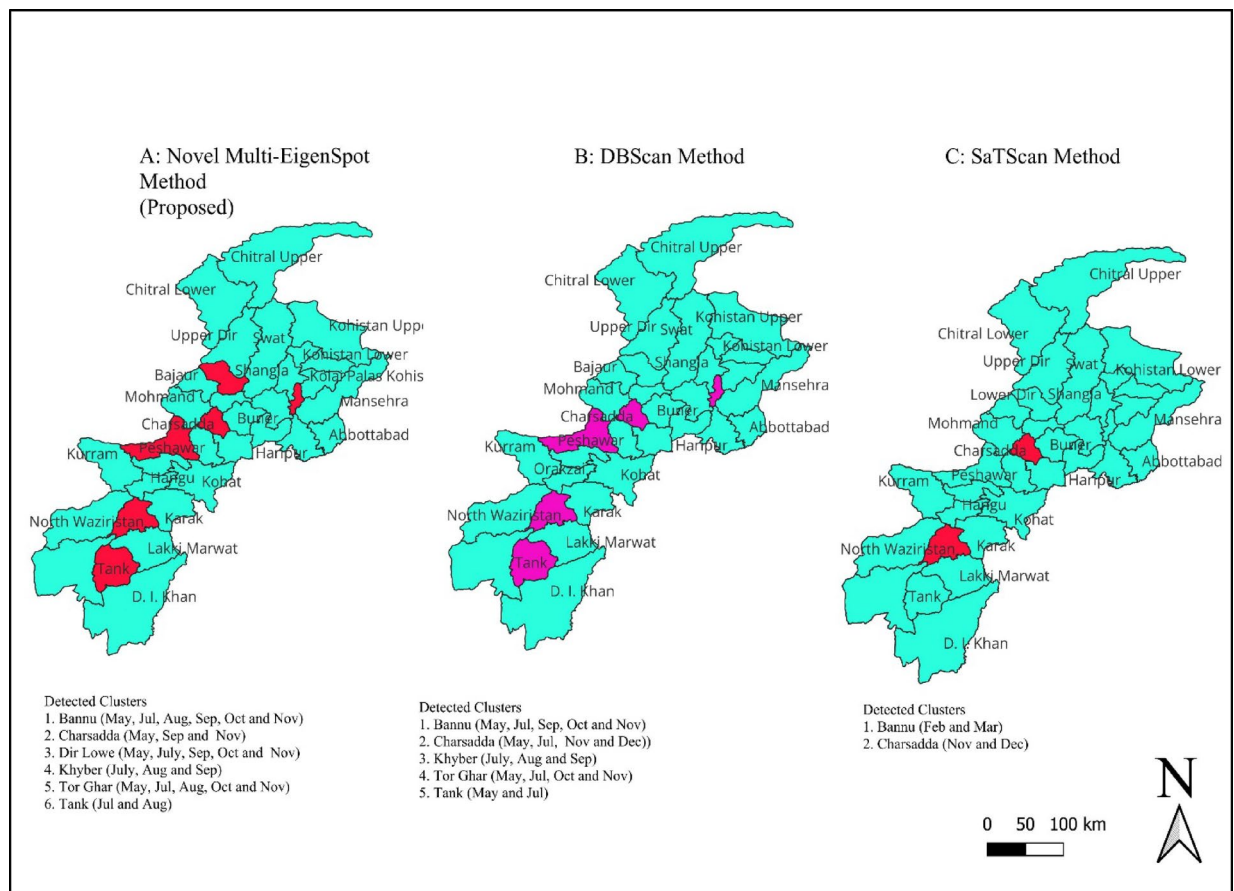 A: Novel Multi-EigenSpot
Method
(Proposed)
Chitral Upper
Chitral Lower
Upper Dir
Swat
Kohistan Upp
Kohistan Lower
Bajaur
Shangla
Kolai Palas Kohis
Mohmand
Mansehra
Charsadda
Buner
Abbottabad
Peshawar
Kurram
Haripur
Hangu
Kohat
North Waziristan
Karak
Lakki Marwat
Tank
D. I. Khan
Detected Clusters
1. Bannu (May, Jul, Aug, Sep, Oct and Nov)
2. Charsadda (May, Sep and Nov)
3. Dir Lowe (May, July, Sep, Oct and Nov)
4. Khyber (July, Aug and Sep)
5. Tor Ghar (May, Jul, Aug, Oct and Nov)
6. Tank (Jul and Aug)
B: DBScan Method
Chitral Upper
Chitral Lower
Upper Dir
Swat
Kohistan Upper
Kohistan Lower
Bajaur
Shangla
Mohmand
Mansehra
Charsadda
Buner
Abbottabad
Peshawar
Kurram
Haripur
Orakzai
Kohat
North Waziristan
Karak
Lakki Marwat
Tank
D. I. Khan
Detected Clusters
1. Bannu (May, Jul, Sep, Oct and Nov)
2. Charsadda (May, Jul, Nov and Dec))
3. Khyber (July, Aug and Sep)
4. Tor Ghar (May, Jul, Oct and Nov)
5. Tank (May and Jul)
C: SaTScan Method
Chitral Upper
Chitral Lower
Upper Dir
Swat
Kohistan Lower
Lower Dir
Shangla
Mohmand
Mansehra
Charsadda
Buner
Abbottabad
Peshawar
Kurram
Haripur
Hangu
Kohat
North Waziristan
Karak
Lakki Marwat
Tank
D. I. Khan
Detected Clusters
1. Bannu (Feb and Mar)
2. Charsadda (Nov and Dec)
N
0 50 100 km